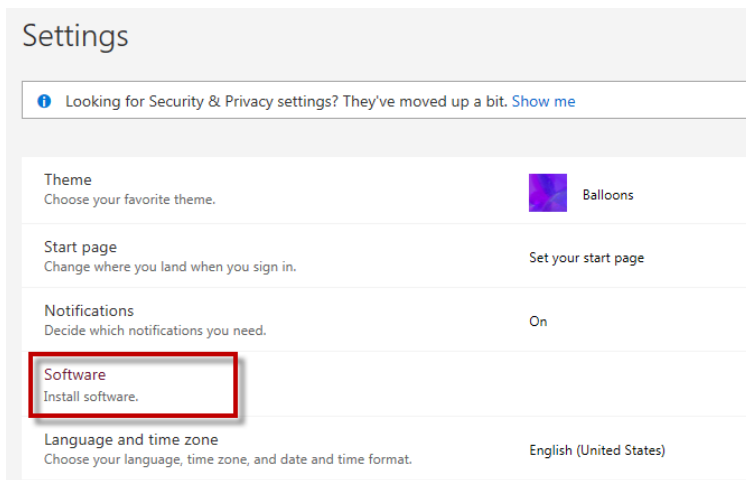 Settings
Looking for Security & Privacy settings? They've moved up a bit. Show me
Theme
Choose your favorite theme.
Balloons
Start page
Change where you land when you sign in.
Set your start page
Notifications
Decide which notifications you need.
On
Software
Install software.
Language and time zone
Choose your language, time zone, and date and time format.
English (United States)